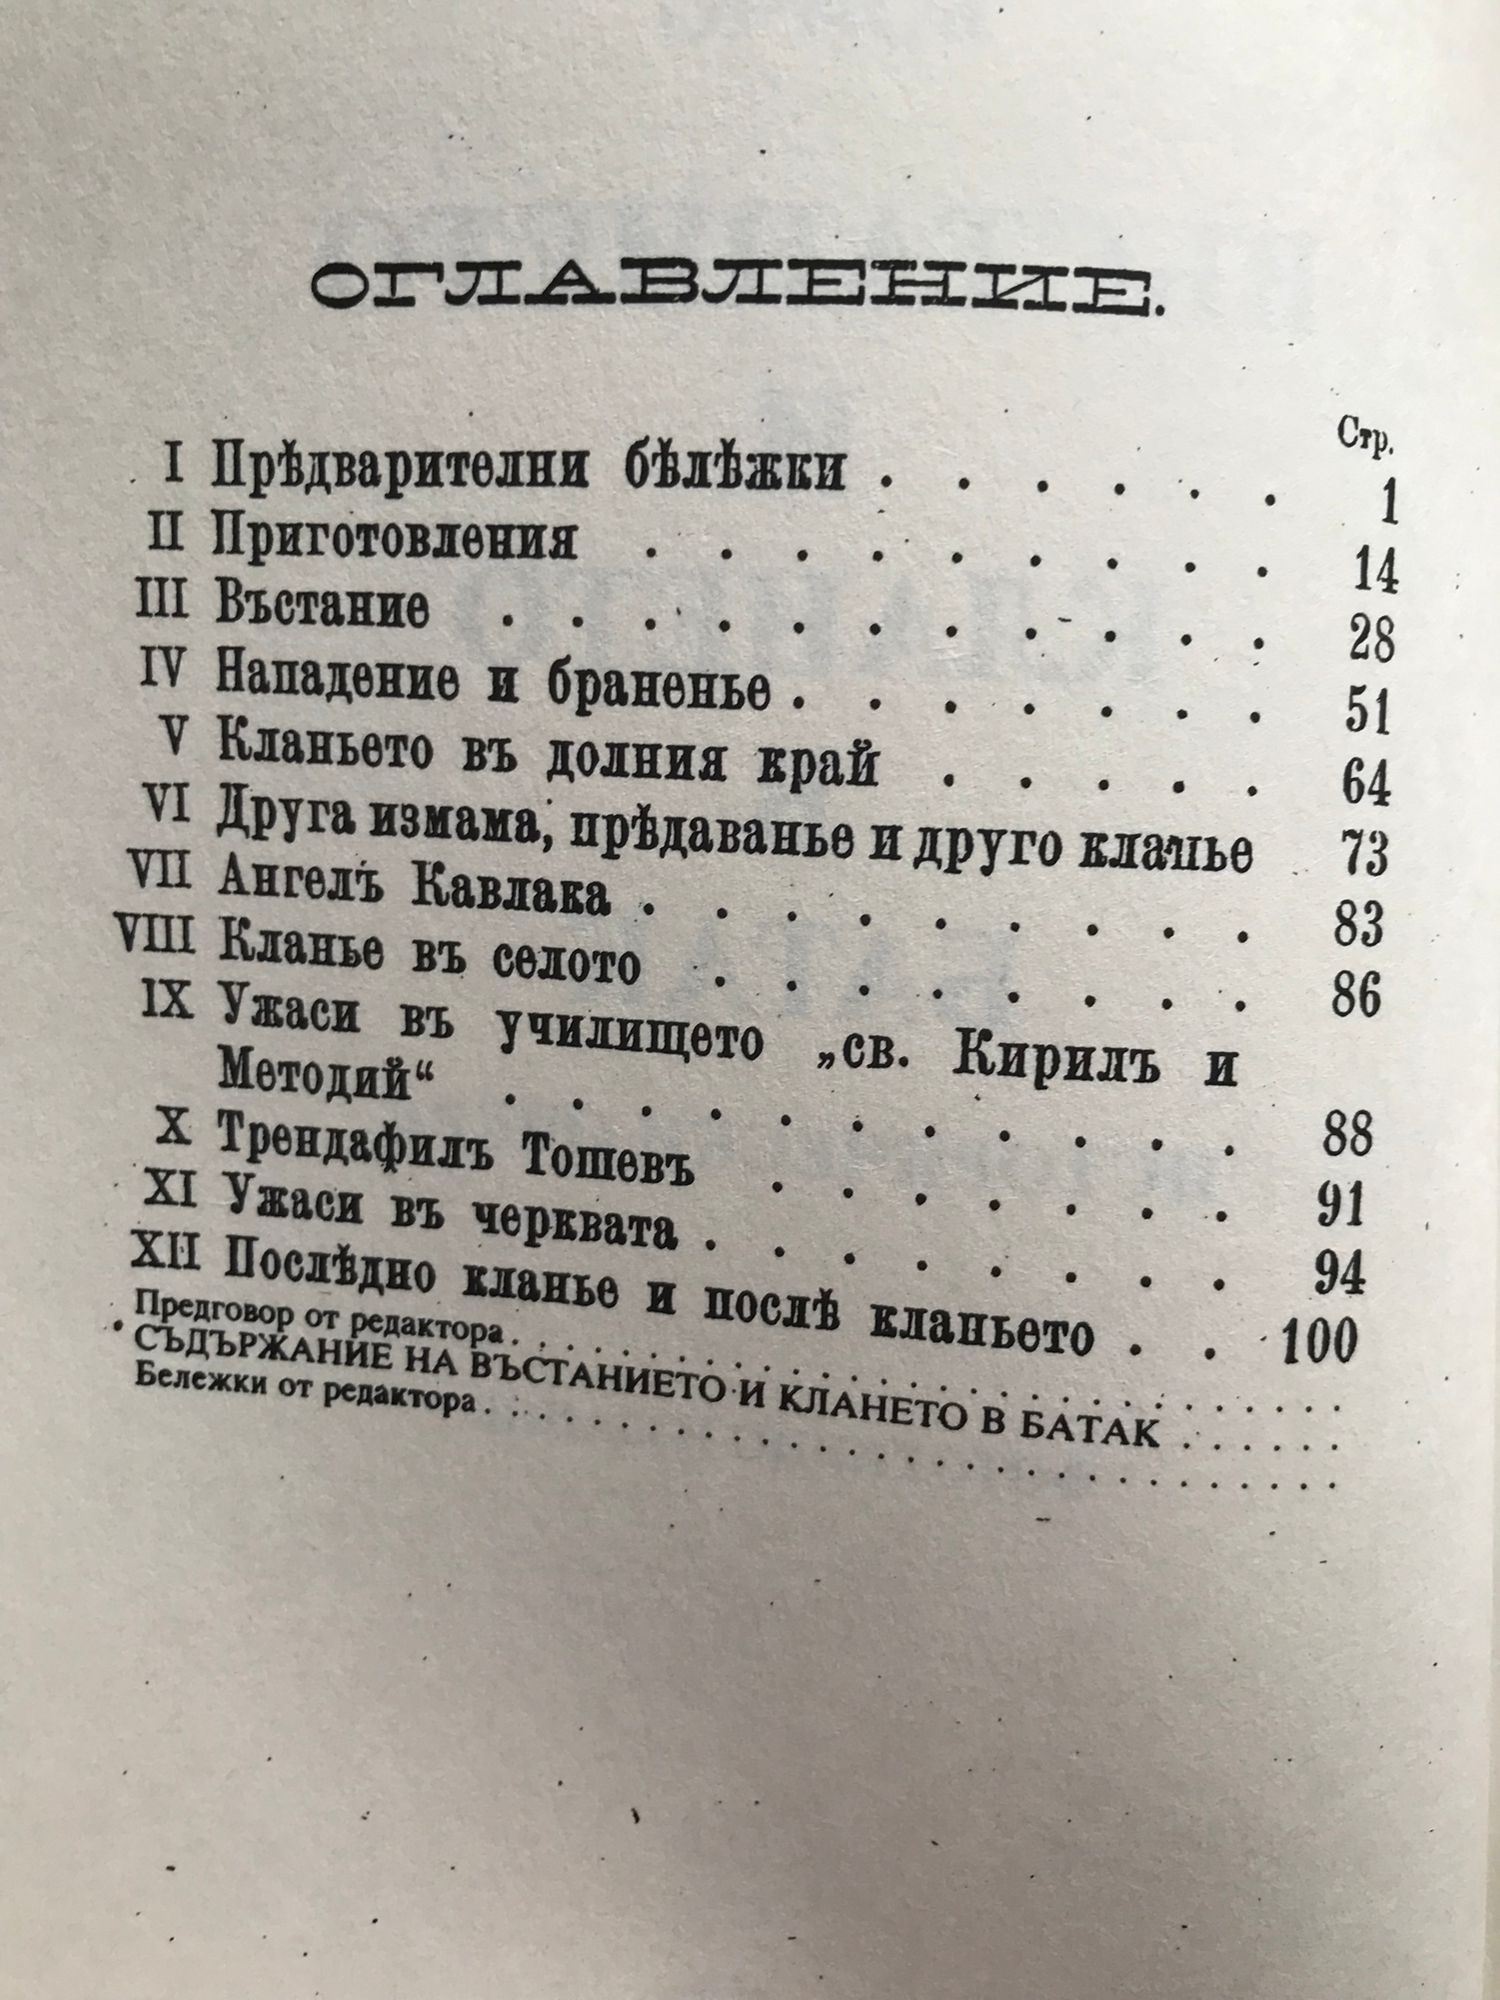 ОГЛАВЛЕНИЕ.
Стр.
I Прѣдварителни бѣлѣжки . . . . . . 1
II Приготовления . . . . . . . . . 14
III Въстание . . . . . . . . . . . 28
IV Нападение и браненье . . . . . . . 51
V Кланьето въ долния край . . . . . 64
VI Друга измама, прѣдаванье и друго кланье 73
VII Ангелъ Кавлака . . . . . . . . . 83
VIII Кланье въ селото . . . . . . . . 86
IX Ужаси въ училището „св. Кирилъ и
Методий“ . . . . . . . . . . . 88
X Трендафилъ Тошевъ . . . . . . . 91
XI Ужаси въ черквата . . . . . . . . 94
XII Послѣдно кланье и послѣ кланьето . . 100
Предговор от редактора . . . . . . . . . . . . . . . . . . . . . . . .
СЪДЪРЖАНИЕ НА ВЪСТАНИЕТО И КЛАНЕТО В БАТАК . . . . . .
Бележки от редактора . . . . . . . . . . . . . . . . . . . . . . . . . .